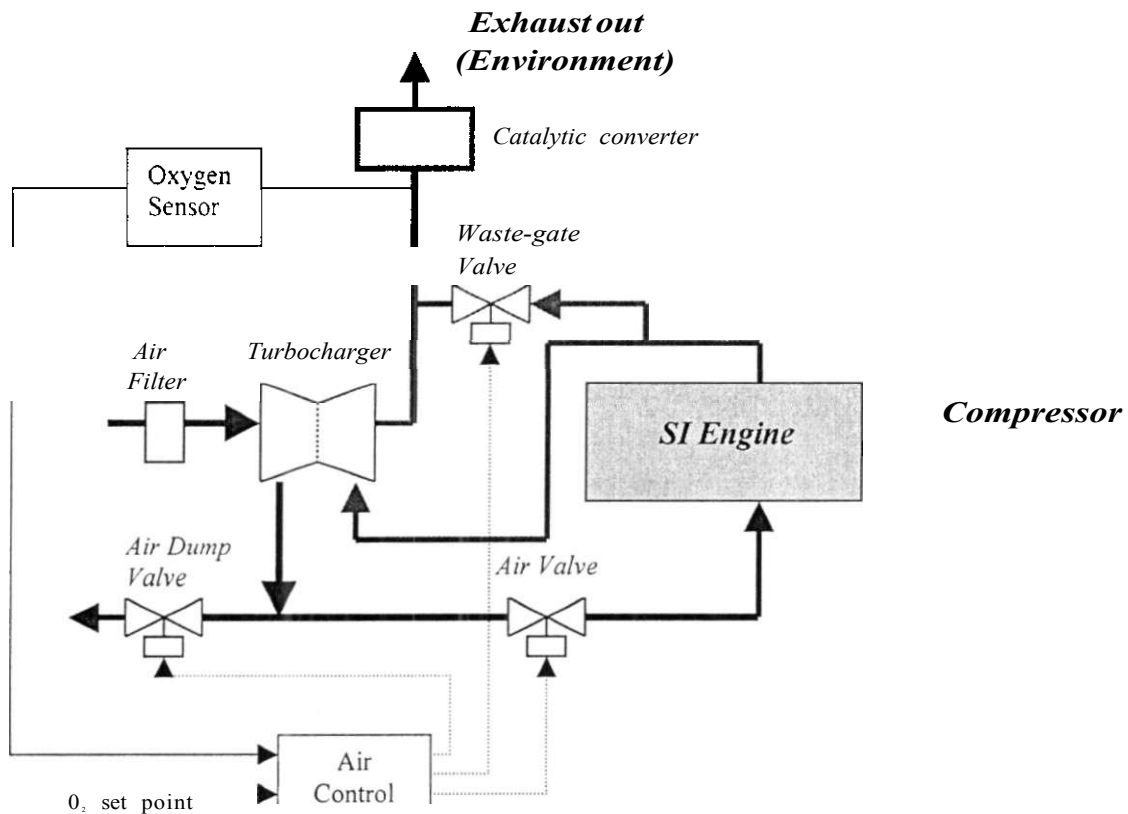 Exhaust out
(Environment)
Catalytic converter
Oxygen
Sensor
Waste-gate
Valve
Air
Filter
Turbocharger
SI Engine
Compressor
Air Dump
Valve
Air Valve
Air
Control
0₂ set point